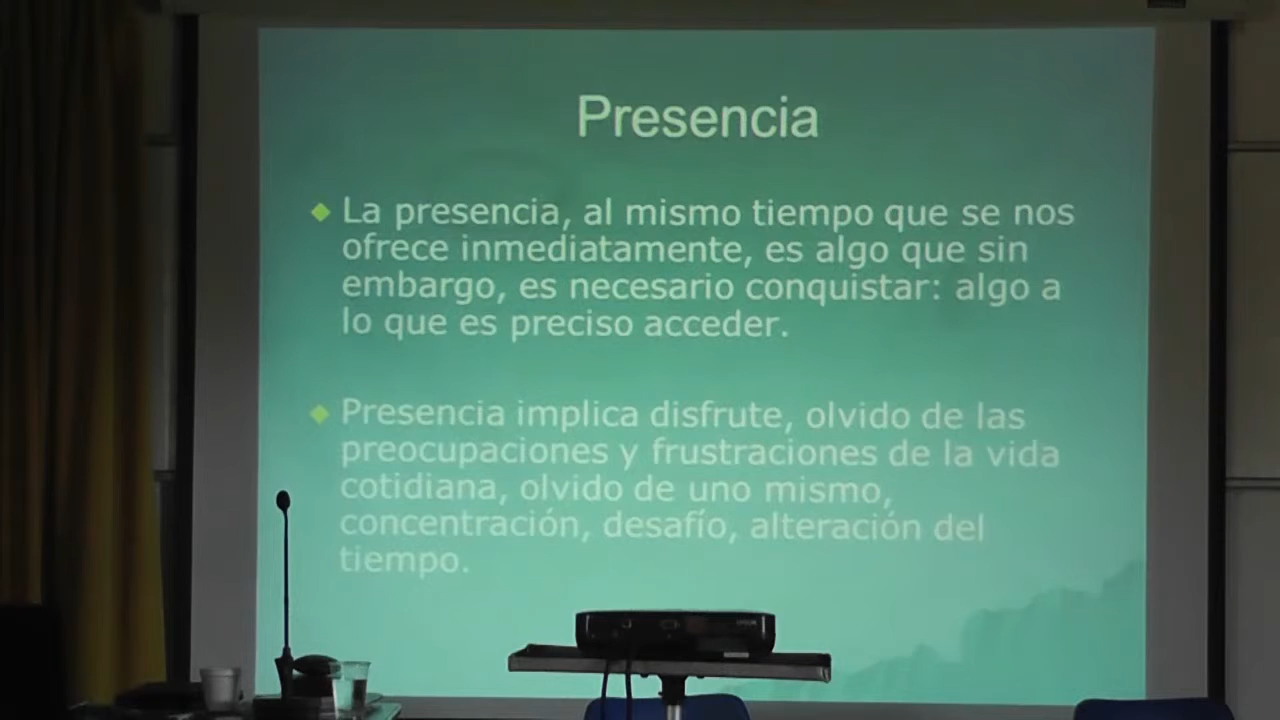 Presencia
La presencia, al mismo tiempo que se nos
ofrece inmediatamente, es algo que sin
embargo, es necesario conquistar: algo a
lo que es preciso acceder.
Presencia implica disfrute, olvido de las
preocupaciones y frustraciones de la vida
cotidiana, olvido de uno mismo,
concentración, desafío, alteración del
tiempo.